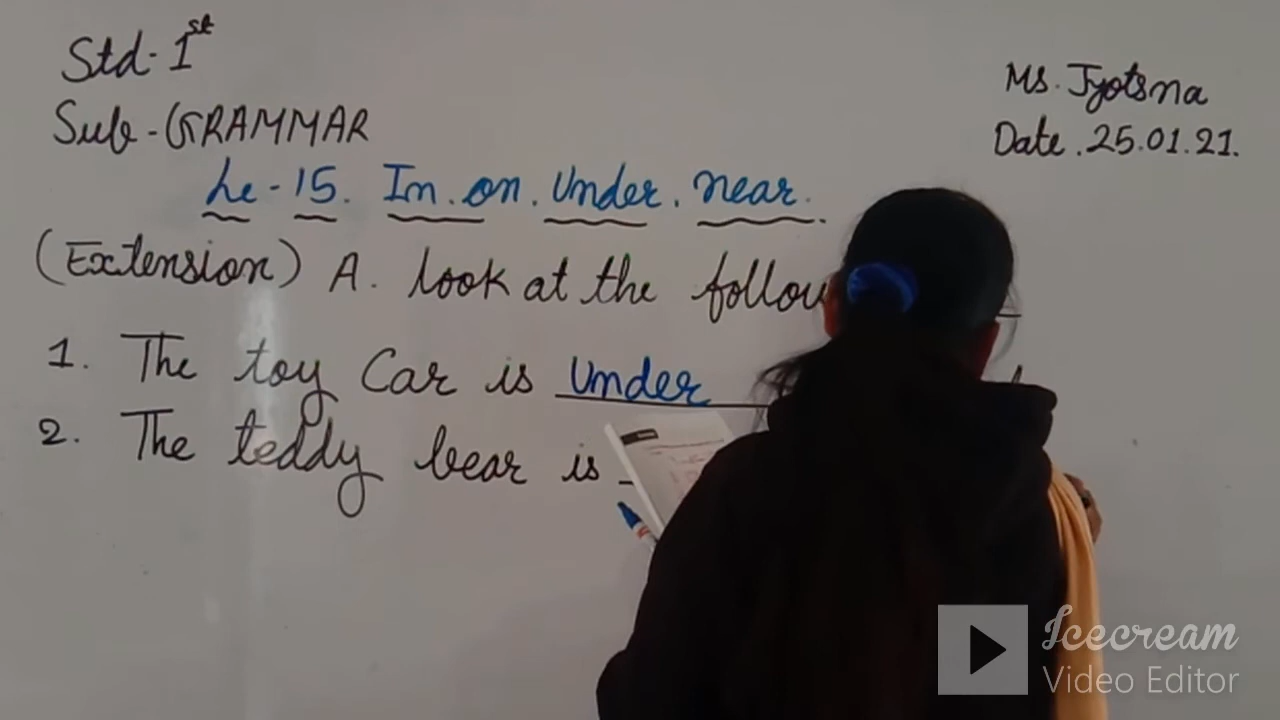 Std- 1st
Sub- GRAMMAR
Ms. Jyotsna
Date. 25.01.21.
Le - 15. In. on. Under. near.
(Extension) A. look at the
1. The toy Car is Under
2. The teddy bear is
Icecream
Video Editor